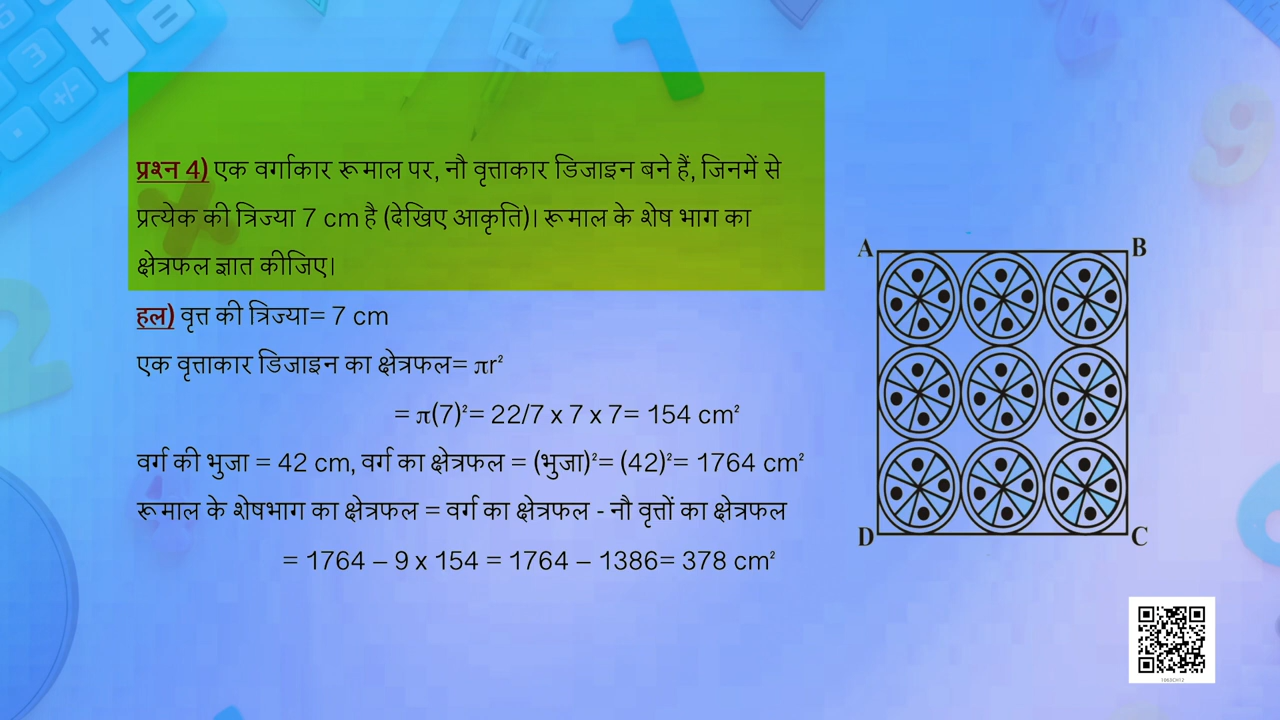 प्रश्न 4) एक वर्गाकार रूमाल पर, नौ वृत्ताकार डिजाइन बने हैं, जिनमें से
प्रत्येक की त्रिज्या 7 cm है (देखिए आकृति)। रूमाल के शेष भाग का
क्षेत्रफल ज्ञात कीजिए।
हल) वृत्त की त्रिज्या= 7 cm
एक वृत्ताकार डिजाइन का क्षेत्रफल= πr²
= π(7)²= 22/7 x 7 x 7= 154 cm²
वर्ग की भुजा = 42 cm, वर्ग का क्षेत्रफल = (भुजा)²= (42)²= 1764 cm²
रूमाल के शेषभाग का क्षेत्रफल = वर्ग का क्षेत्रफल - नौ वृत्तों का क्षेत्रफल
= 1764 – 9 x 154 = 1764 – 1386= 378 cm²
A B
D C
1063CH12